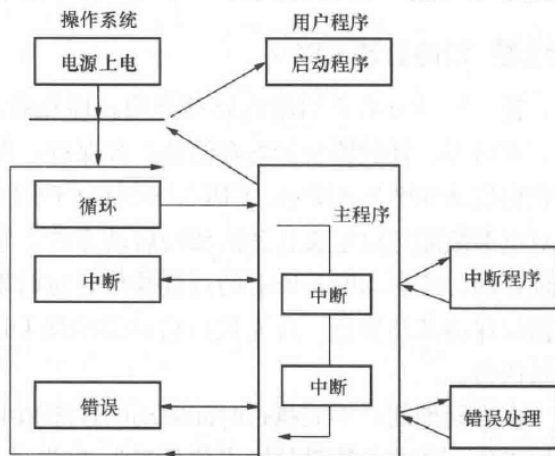 操作系统
用户程序
电源上电
启动程序
循环
主程序
中断
中断
中断程序
中断
错误
错误处理